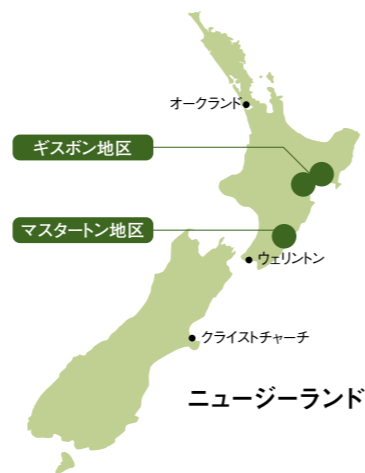 オークランド
ギスボン地区
マスタートン地区
ウェリントン
クライストチャーチ
ニュージーランド